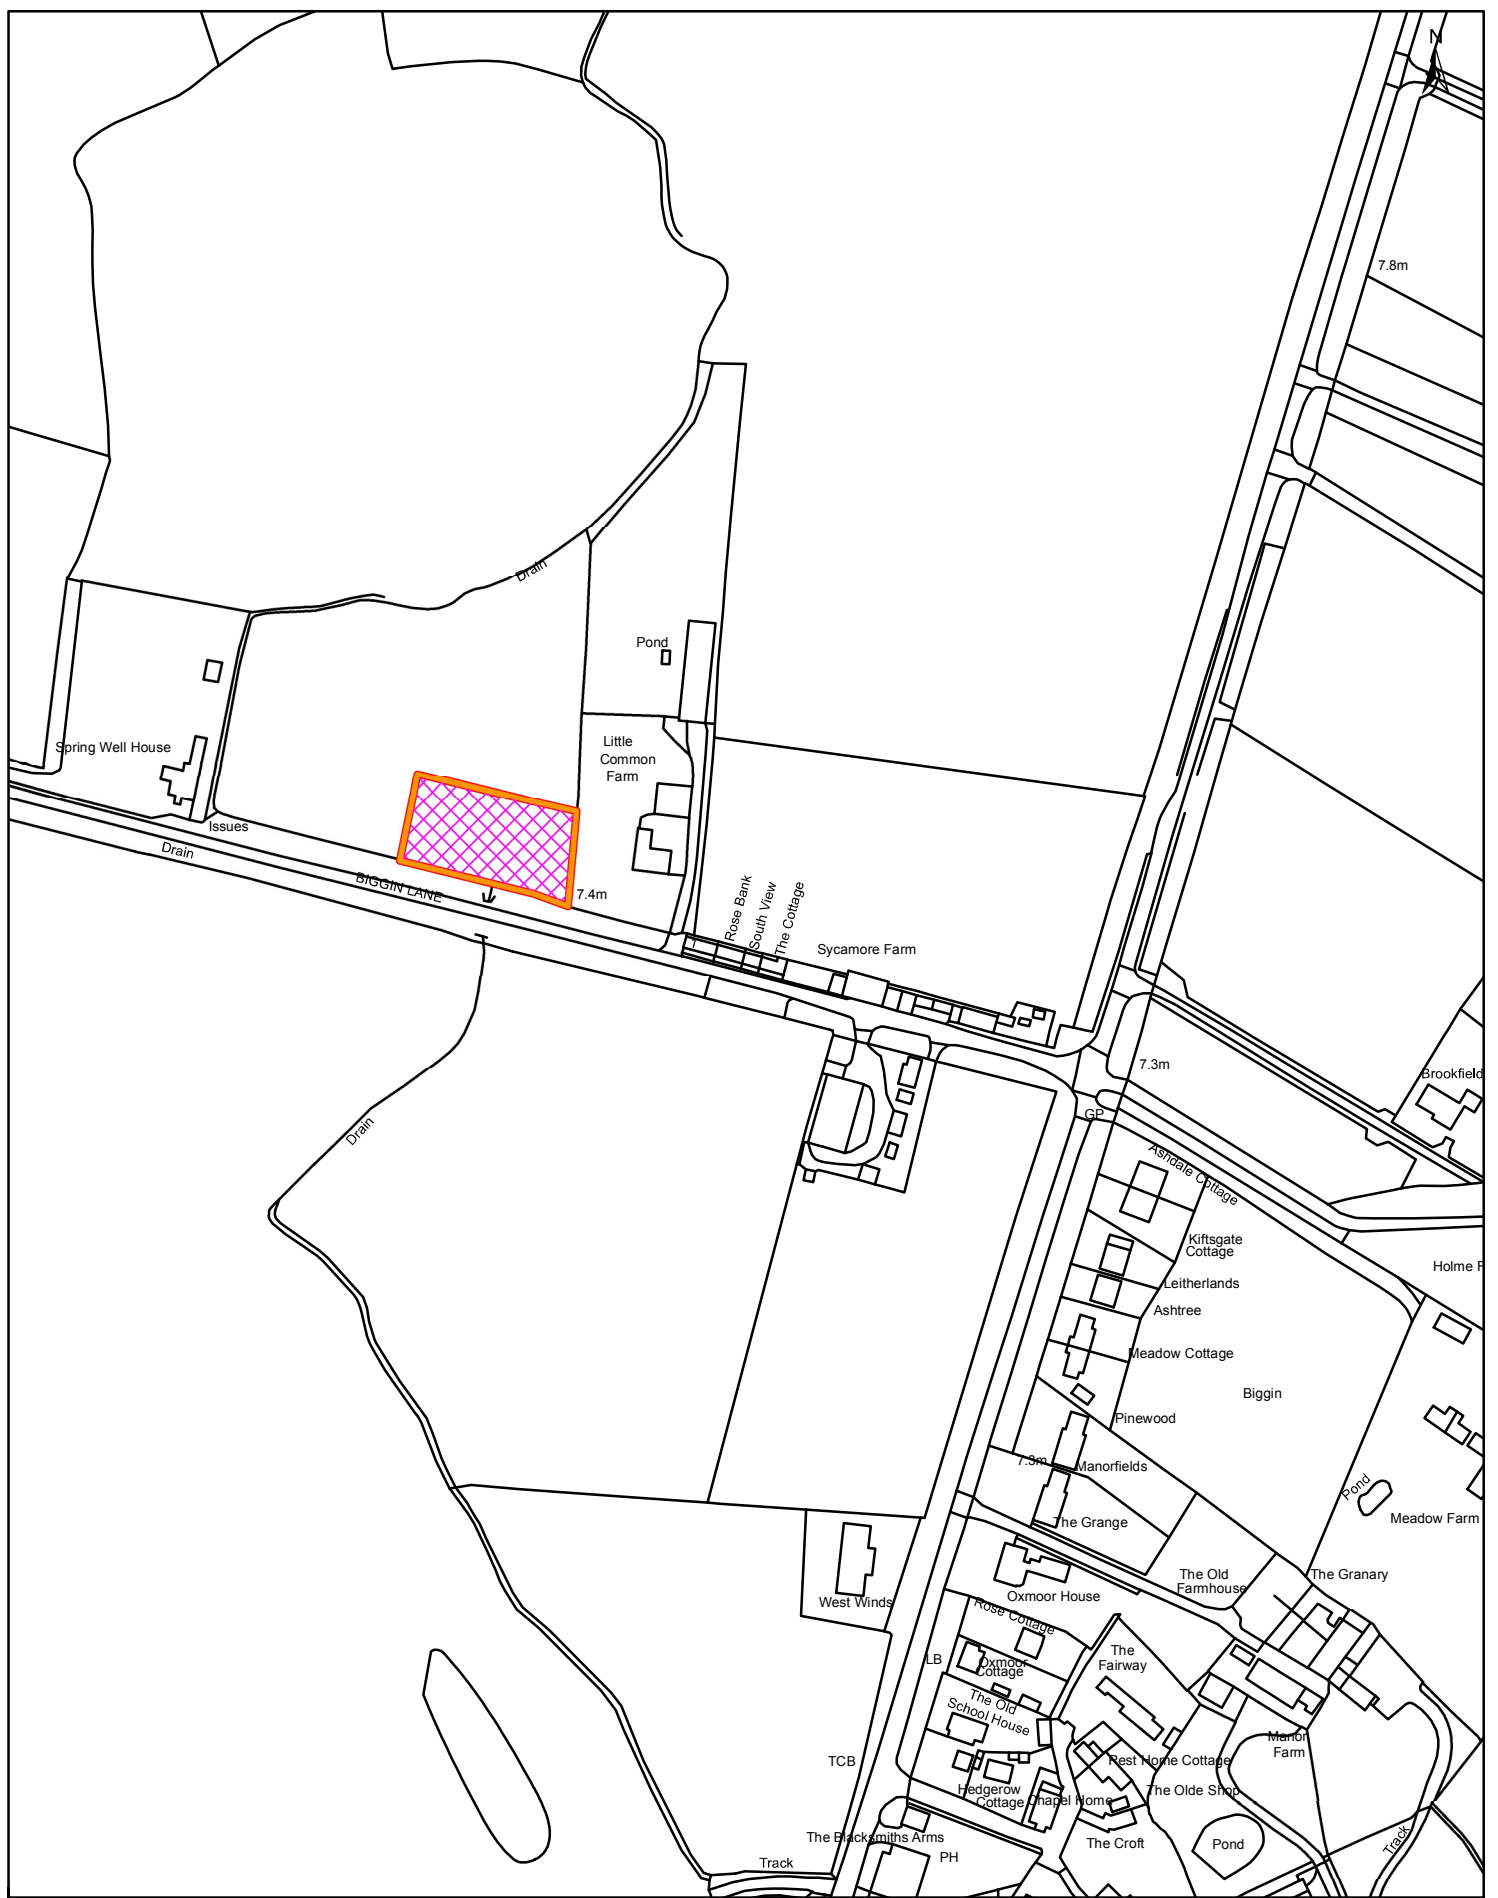 N
7.8m
Drain
Pond
Spring Well House
Little
Common
Farm
Issues
Drain
BIGGIN LANE
7.4m
Rose Bank
South View
The Cottage
T
Sycamore Farm
7.3m
Brookfield
GP
Drain
Ashdale Cottage
Kiftsgate
Cottage
Holme F
Leitherlands
Ashtree
Meadow Cottage
Biggin
Pinewood
7.3m
Manorfields
Pond
Meadow Farm
The Grange
The Old
Farmhouse
The Granary
Oxmoor House
West Winds
Rose Cottage
LB
Oxmoor
Cottage
The
Fairway
The Old
School House
Manor
Farm
TCB
Rest Home Cottage
Hedgerow
Cottage
Chapel Home
The Olde Shop
The Blacksmiths Arms
PH
The Croft
Pond
Track
Track